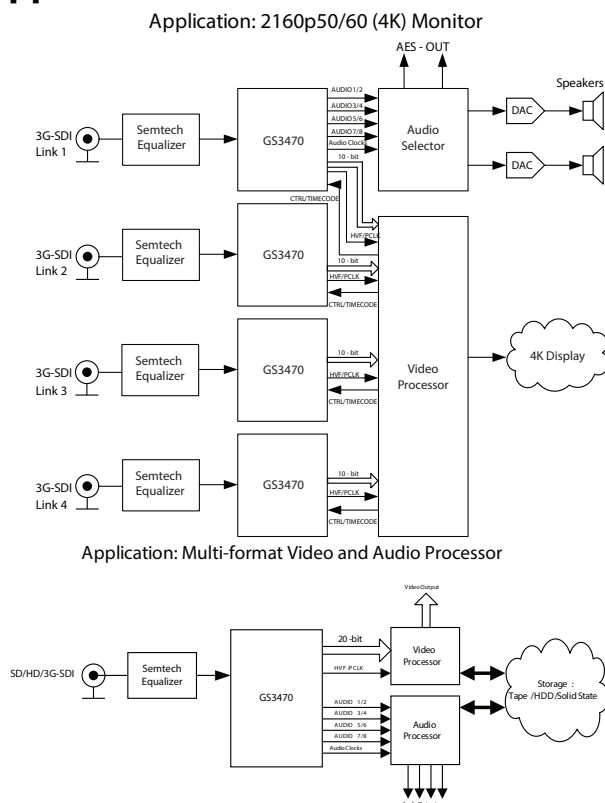 Application: 2160p50/60 (4K) Monitor
AES - OUT
Speakers
AUDIO 1/2
AUDIO 3/4
AUDIO 5/6
AUDIO 7/8
Audio Clocks
10 - bit
CTRL/TIMECODE
HVF/PCLK
3G-SDI
Link 1
Semtech
Equalizer
GS3470
Audio
Selector
DAC
DAC
3G-SDI
Link 2
Semtech
Equalizer
GS3470
10 - bit
HVF/PCLK
CTRL/TIMECODE
3G-SDI
Link 3
Semtech
Equalizer
GS3470
10 - bit
HVF/PCLK
CTRL/TIMECODE
Video
Processor
4K Display
3G-SDI
Link 4
Semtech
Equalizer
GS3470
10 - bit
HVF/PCLK
CTRL/TIMECODE
Application: Multi-format Video and Audio Processor
Video Output
SD/HD/3G-SDI
Semtech
Equalizer
GS3470
20 -bit
HVF /PCLK
Video
Processor
Storage :
Tape /HDD/Solid State
AUDIO 1/2
AUDIO 3/4
AUDIO 5/6
AUDIO 7/8
Audio Clocks
Audio
Processor